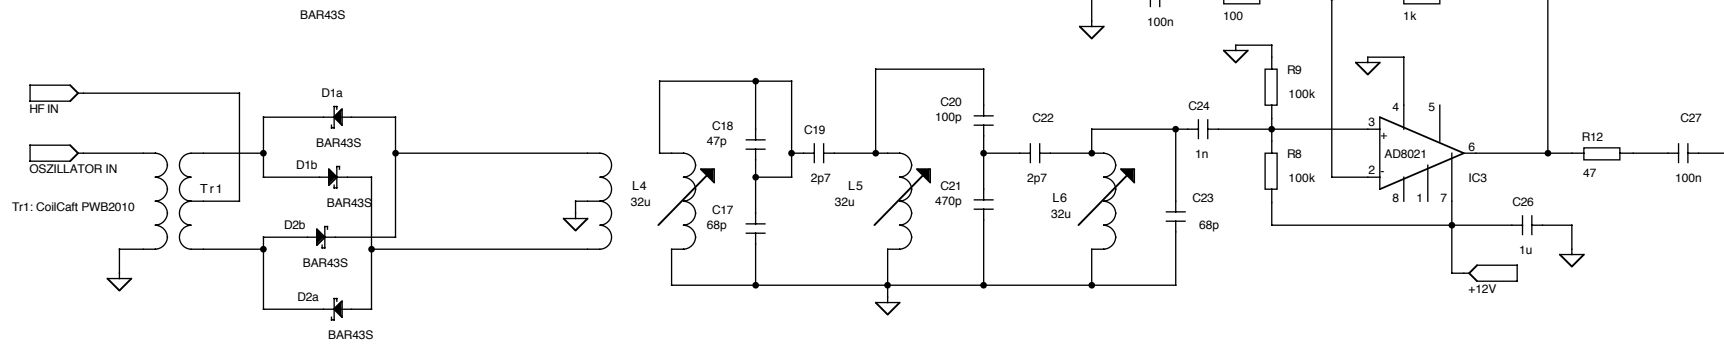 BAR43S
100n
100
1k
HF IN
OSZILLATOR IN
Tr1
Tr1: CoilCaft PWB2010
D1a
BAR43S
D1b
BAR43S
D2b
BAR43S
D2a
BAR43S
L4
32u
C18
47p
C17
68p
C19
2p7
L5
32u
C20
100p
C21
470p
C22
2p7
L6
32u
C23
68p
C24
1n
R9
100k
R8
100k
4
5
3
+
AD8021
6
2
-
IC3
8
1
7
C26
1u
+12V
R12
47
C27
100n